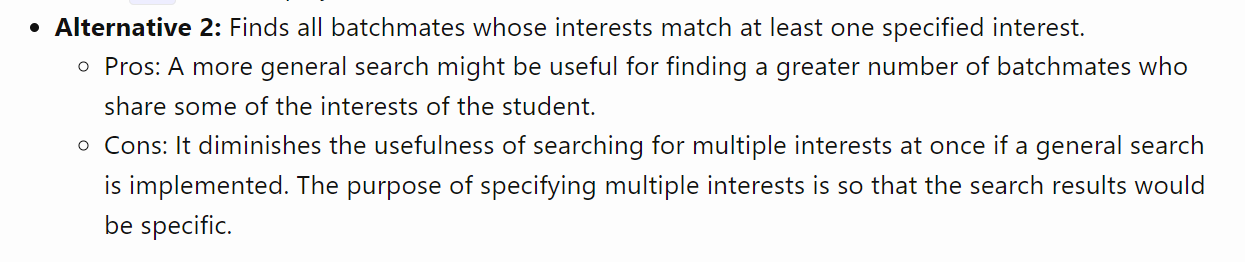 • Alternative 2: Finds all batchmates whose interests match at least one specified interest.
○ Pros: A more general search might be useful for finding a greater number of batchmates who
share some of the interests of the student.
○ Cons: It diminishes the usefulness of searching for multiple interests at once if a general search
is implemented. The purpose of specifying multiple interests is so that the search results would
be specific.